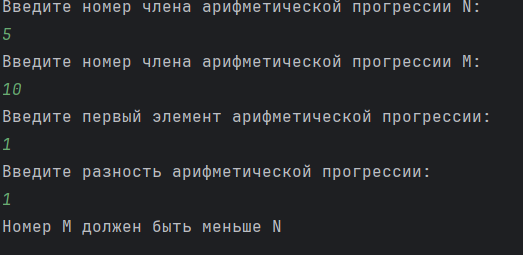 Введите номер члена арифметической прогрессии N:
5
Введите номер члена арифметической прогрессии M:
10
Введите первый элемент арифметической прогрессии:
1
Введите разность арифметической прогрессии:
1
Номер M должен быть меньше N